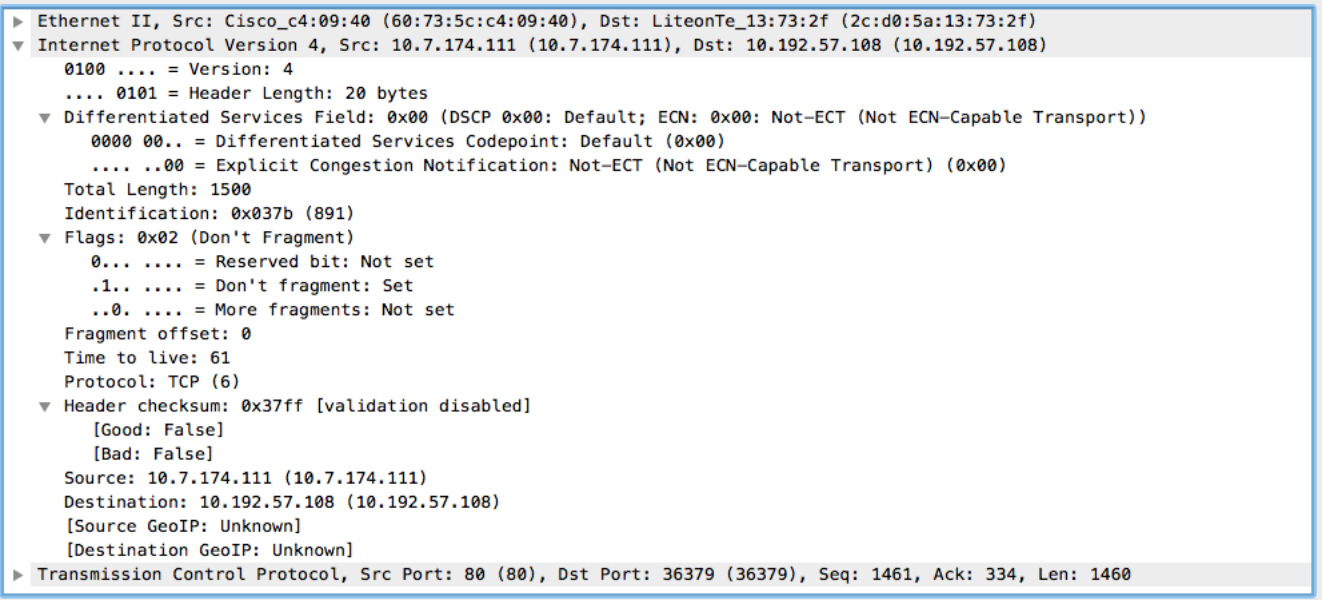 Ethernet II, Src: Cisco_c4:09:40 (60:73:5c:c4:09:40), Dst: LiteonTe_13:73:2f (2c:d0:5a:13:73:2f)
Internet Protocol Version 4, Src: 10.7.174.111 (10.7.174.111), Dst: 10.192.57.108 (10.192.57.108)
0100 .... = Version: 4
.... 0101 = Header Length: 20 bytes
Differentiated Services Field: 0x00 (DSCP 0x00: Default; ECN: 0x00: Not-ECT (Not ECN-Capable Transport))
0000 00.. = Differentiated Services Codepoint: Default (0x00)
.... ..00 = Explicit Congestion Notification: Not-ECT (Not ECN-Capable Transport) (0x00)
Total Length: 1500
Identification: 0x037b (891)
Flags: 0x02 (Don't Fragment)
0... .... = Reserved bit: Not set
.1.. .... = Don't fragment: Set
..0. .... = More fragments: Not set
Fragment offset: 0
Time to live: 61
Protocol: TCP (6)
Header checksum: 0x37ff [validation disabled]
[Good: False]
[Bad: False]
Source: 10.7.174.111 (10.7.174.111)
Destination: 10.192.57.108 (10.192.57.108)
[Source GeoIP: Unknown]
[Destination GeoIP: Unknown]
Transmission Control Protocol, Src Port: 80 (80), Dst Port: 36379 (36379), Seq: 1461, Ack: 334, Len: 1460